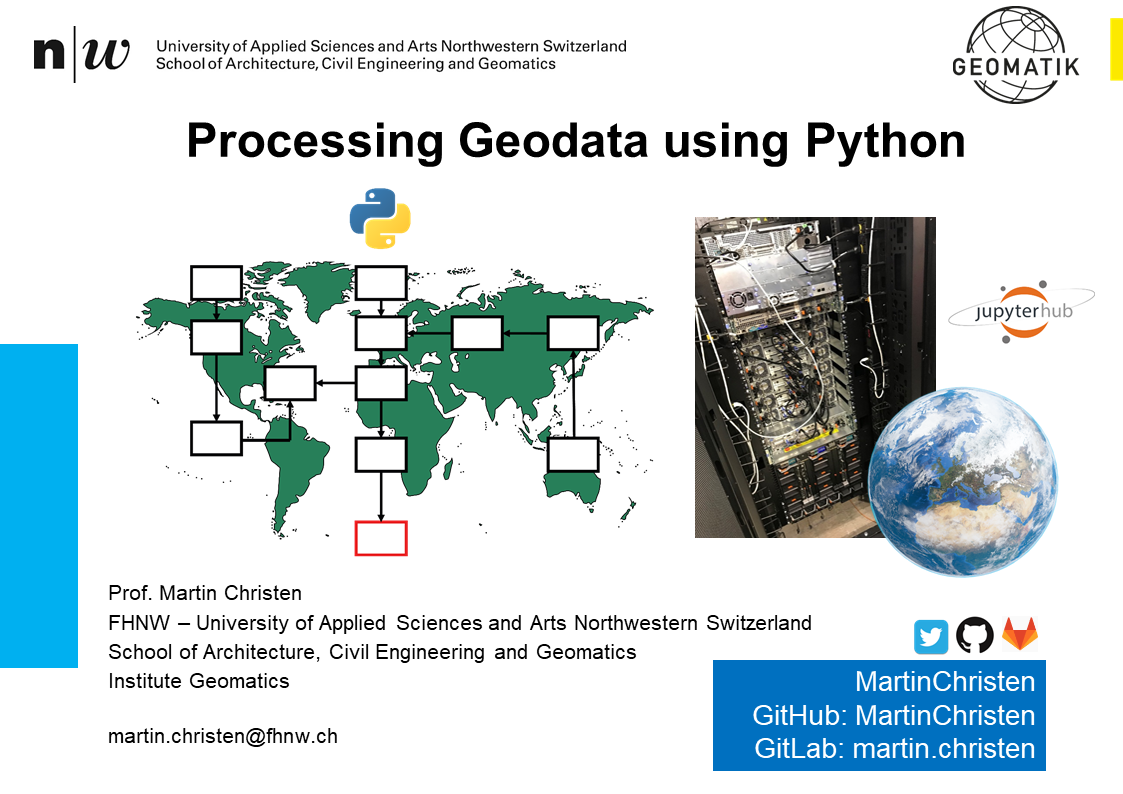 n|w
University of Applied Sciences and Arts Northwestern Switzerland
School of Architecture, Civil Engineering and Geomatics
GEOMATIK
Processing Geodata using Python
jupyterhub
Prof. Martin Christen
FHNW – University of Applied Sciences and Arts Northwestern Switzerland
School of Architecture, Civil Engineering and Geomatics
Institute Geomatics
martin.christen@fhnw.ch
MartinChristen
GitHub: MartinChristen
GitLab: martin.christen